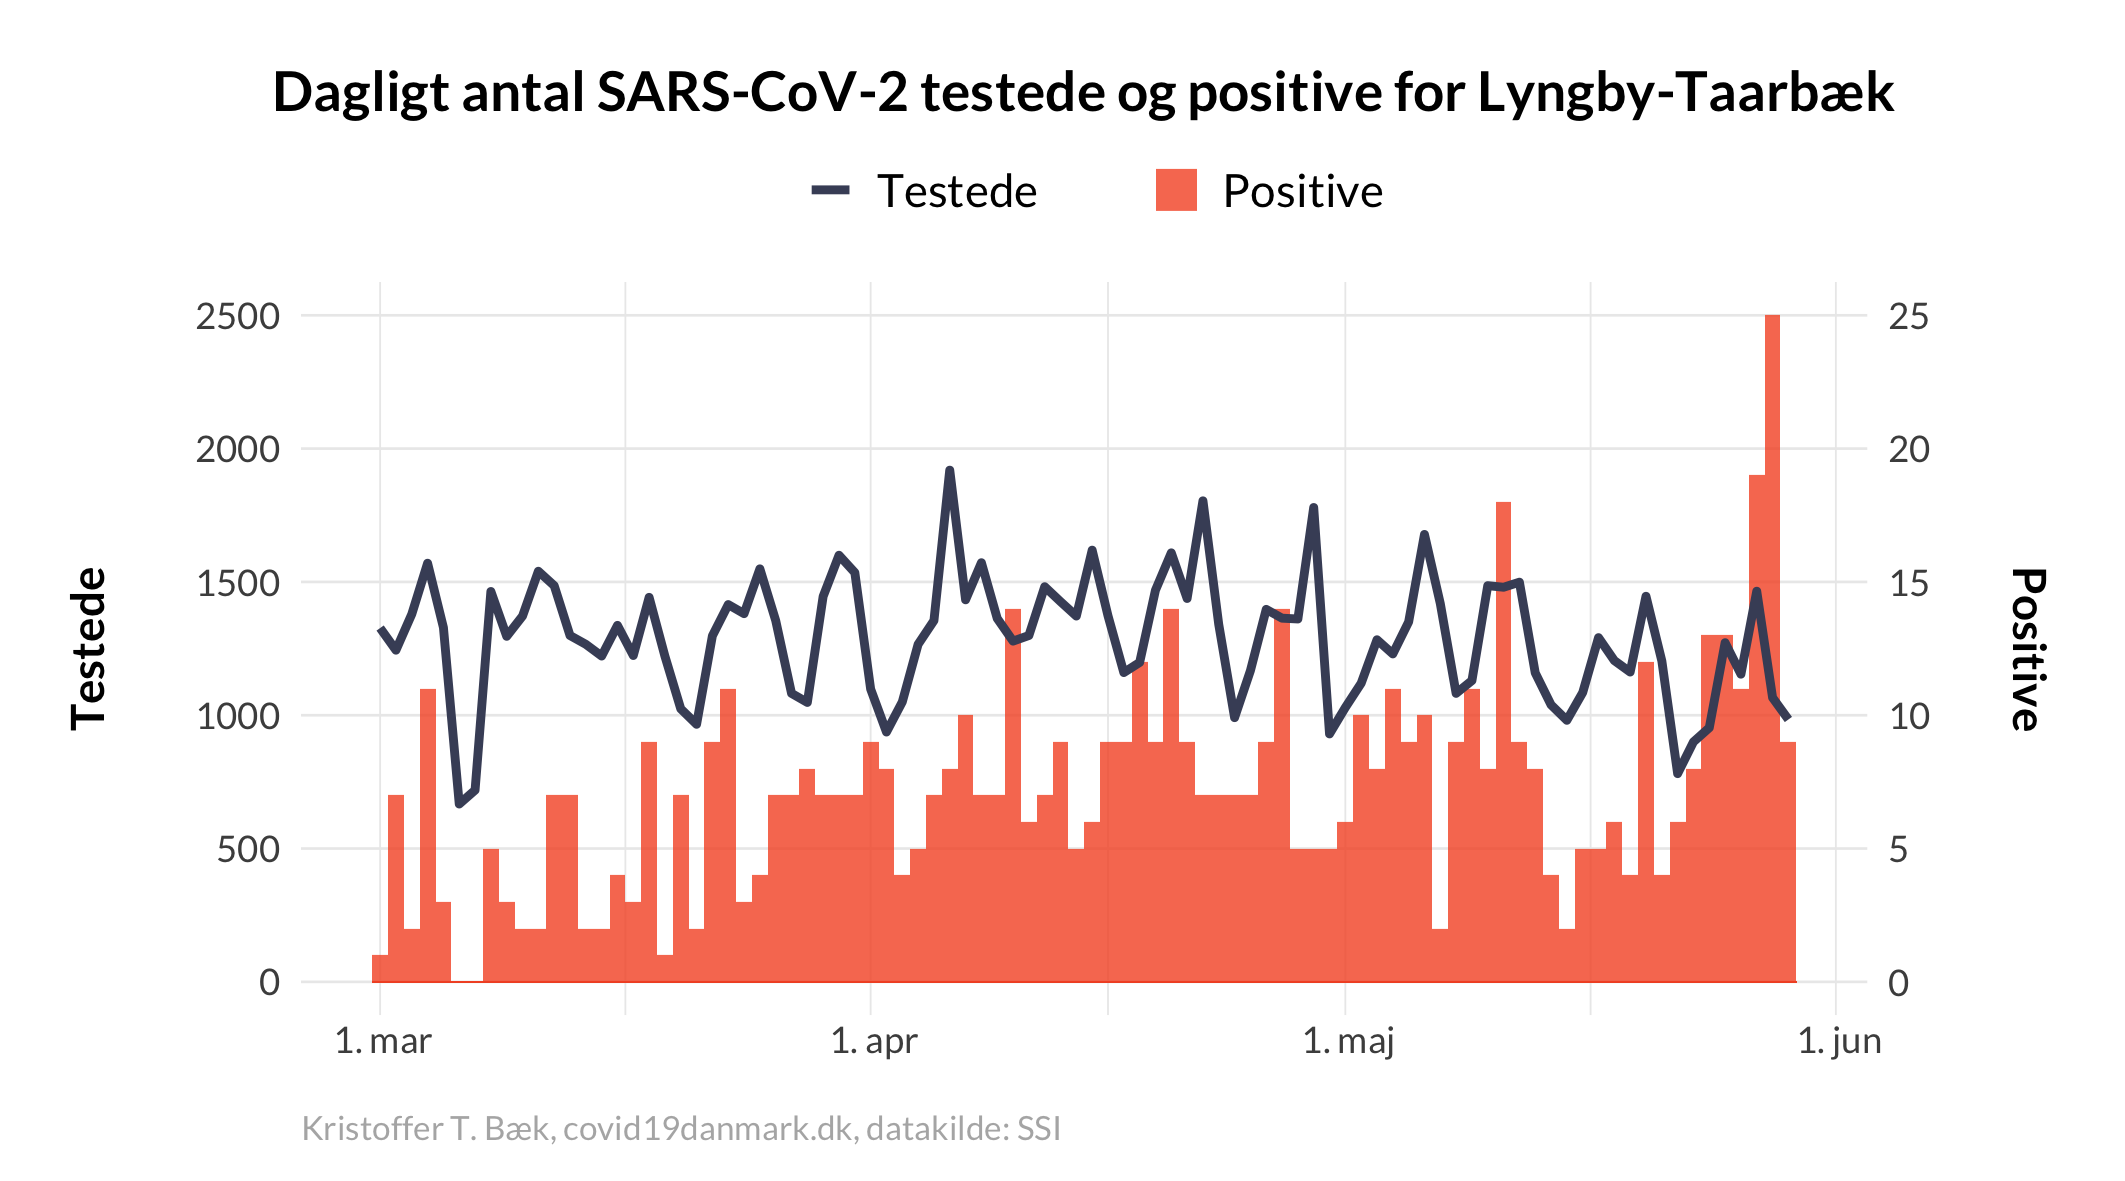 Dagligt antal SARS-CoV-2 testede og positive for Lyngby-Taarbæk
Testede
Positive
2500
2000
1500
1000
500
0
Testede
25
20
15
10
5
0
Positive
1. mar
1. apr
1. maj
1. jun
Kristoffer T. Bæk, covid19danmark.dk, datakilde: SSI